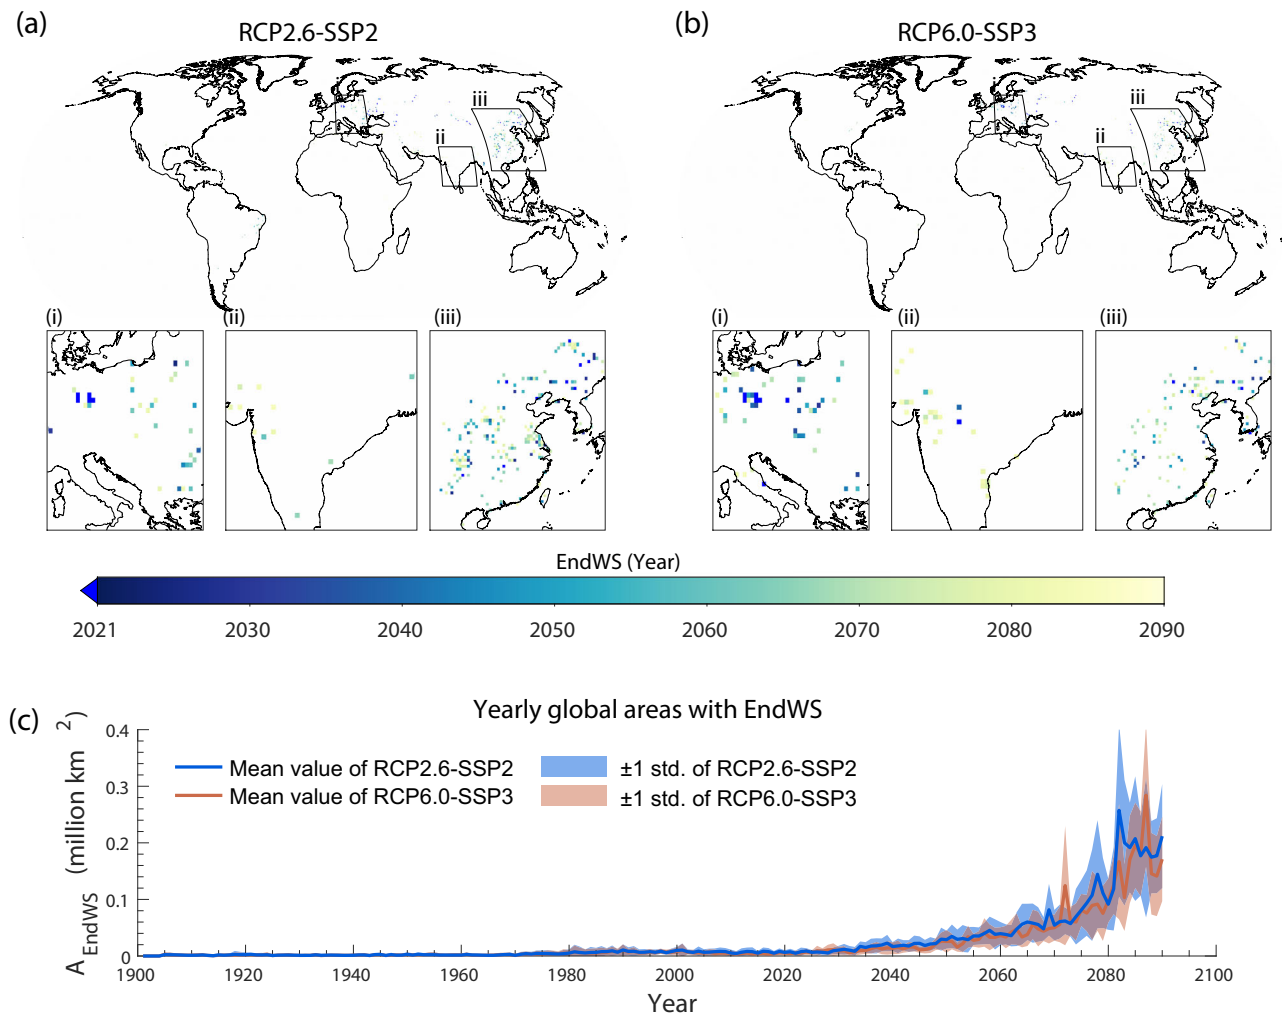 (a)
RCP2.6-SSP2
(b)
RCP6.0-SSP3
iii
ii
i
iii
ii
(i)
(ii)
(iii)
(i)
(ii)
(iii)
EndWS (Year)
2021 2030 2040 2050 2060 2070 2080 2090
(c)
Yearly global areas with EndWS
A EndWS (million km 2)
0.4
0.3
0.2
0.1
0
Mean value of RCP2.6-SSP2
Mean value of RCP6.0-SSP3
±1 std. of RCP2.6-SSP2
±1 std. of RCP6.0-SSP3
1900 1920 1940 1960 1980 2000 2020 2040 2060 2080 2100
Year